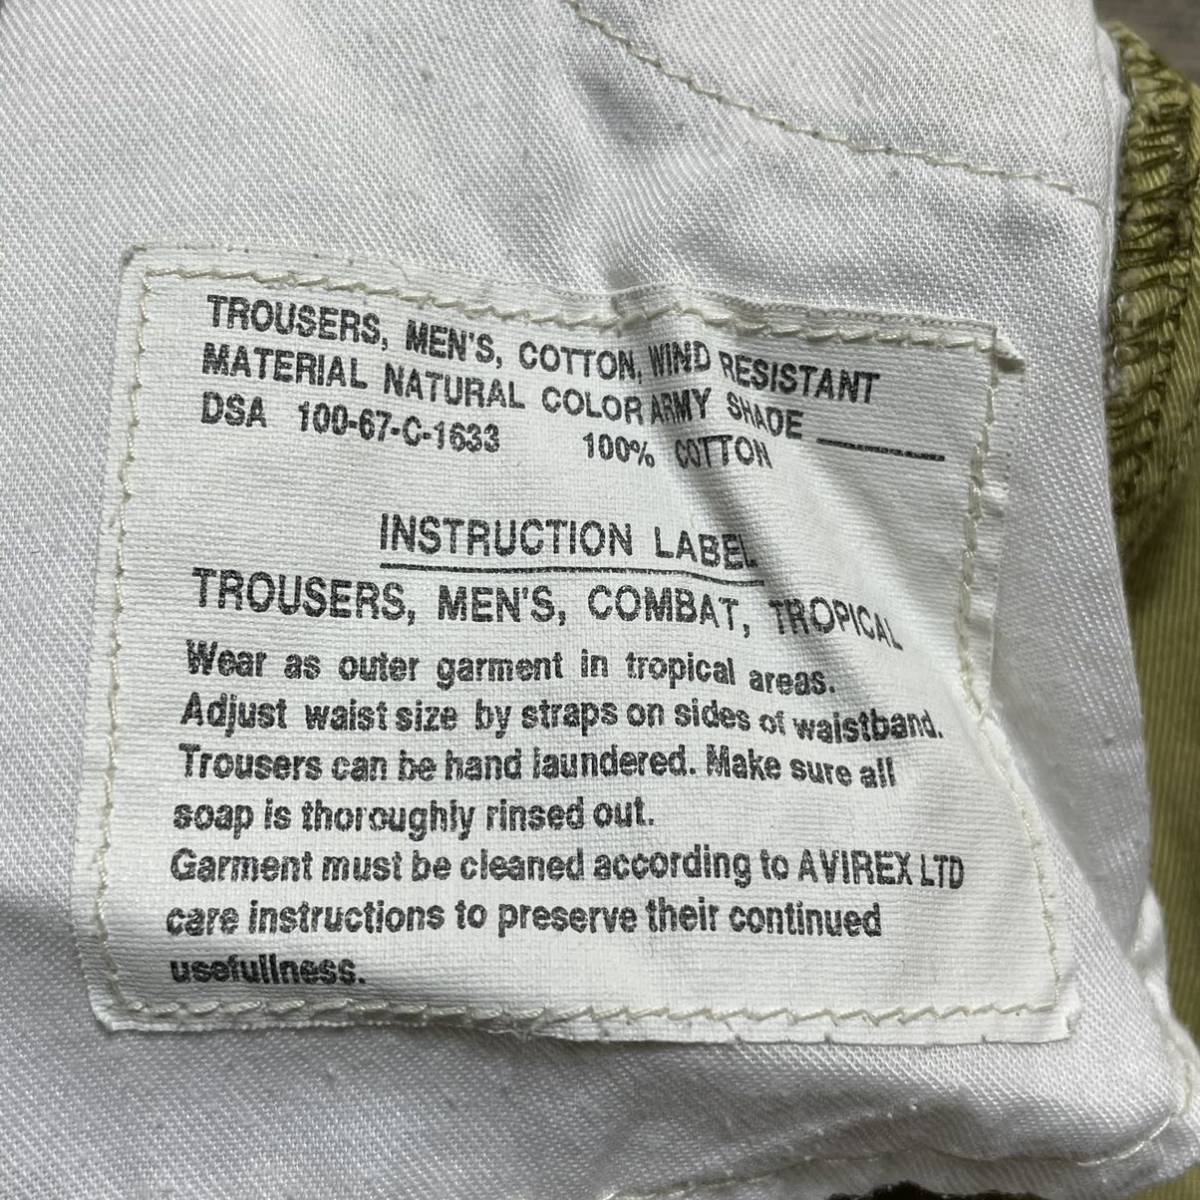 TROUSERS, MEN'S, COTTON, WIND RESISTANT
MATERIAL NATURAL COLOR ARMY SHADE ______
DSA 100-67-C-1633 100% COTTON
INSTRUCTION LABEL
TROUSERS, MEN'S, COMBAT, TROPICAL
Wear as outer garment in tropical areas.
Adjust waist size by straps on sides of waistband.
Trousers can be hand laundered. Make sure all
soap is thoroughly rinsed out.
Garment must be cleaned according to AVIREX LTD
care instructions to preserve their continued
usefullness.